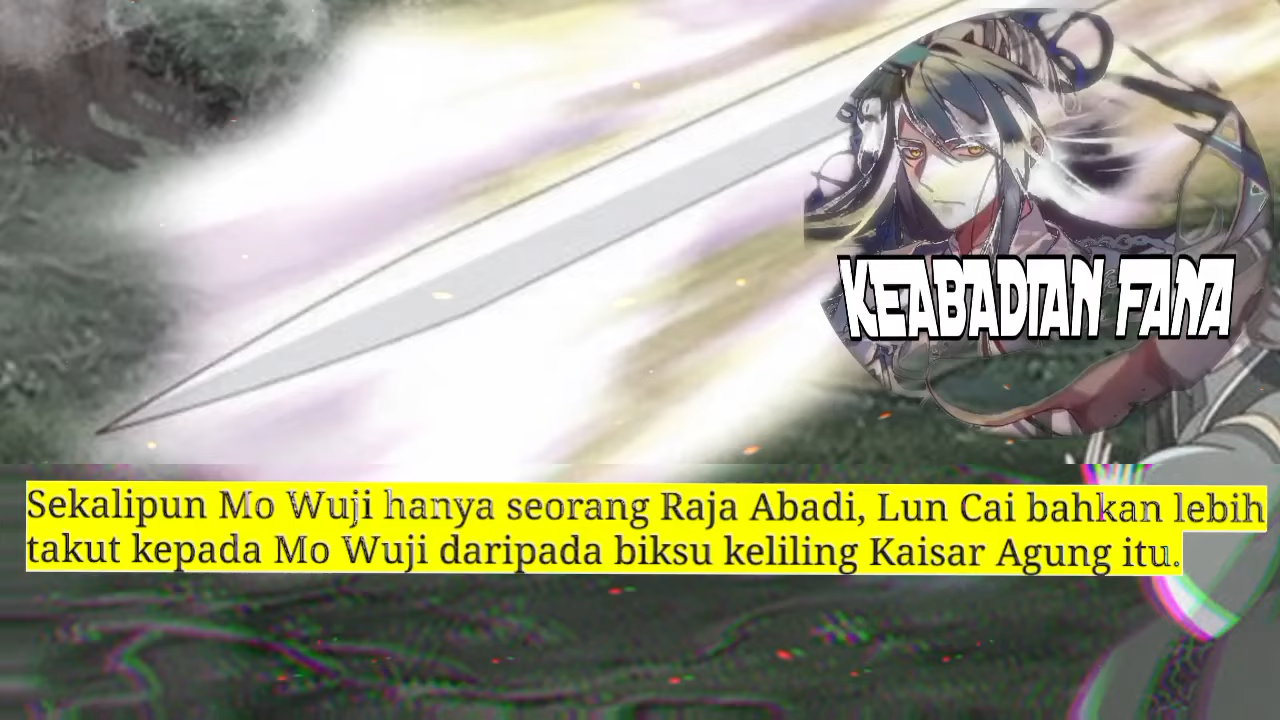 KEABADIAN FANA
Sekalipun Mo Wuji hanya seorang Raja Abadi, Lun Cai bahkan lebih
takut kepada Mo Wuji daripada biksu keliling Kaisar Agung itu.